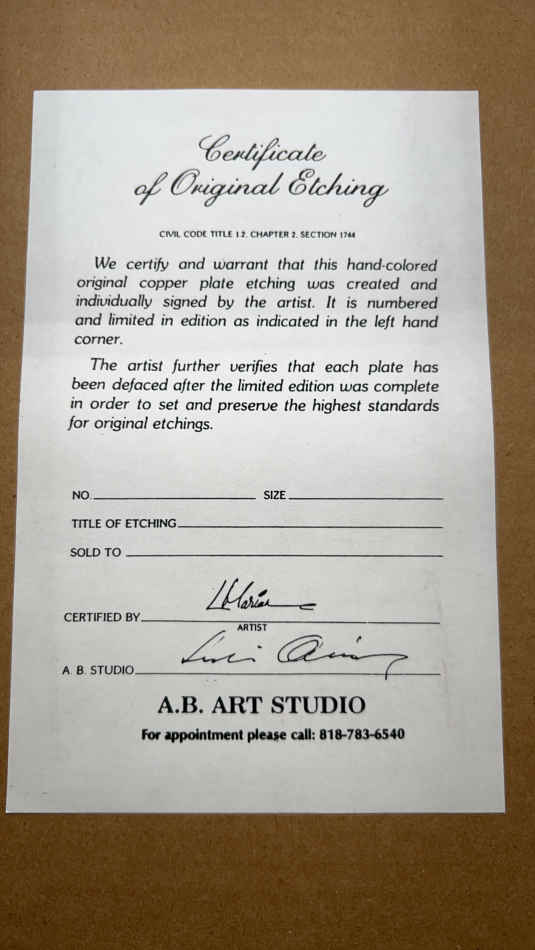 Certificate
of Original Etching
CIVIL CODE TITLE 1.2. CHAPTER 2. SECTION 1744
We certify and warrant that this hand-colored
original copper plate etching was created and
individually signed by the artist. It is numbered
and limited in edition as indicated in the left hand
corner.
The artist further verifies that each plate has
been defaced after the limited edition was complete
in order to set and preserve the highest standards
for original etchings.
NO. SIZE
TITLE OF ETCHING
SOLD TO
CERTIFIED BY
ARTIST
A. B. STUDIO
A.B. ART STUDIO
For appointment please call: 818-783-6540